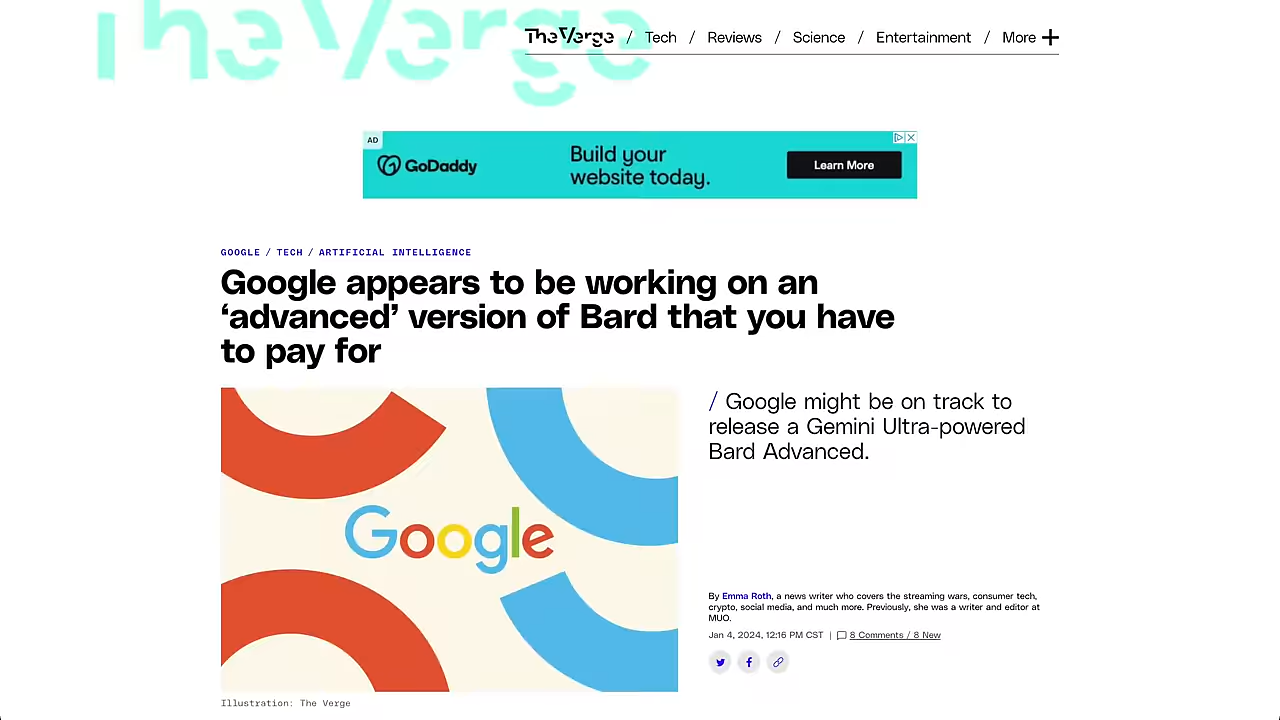 The Verge
TheVerge / Tech / Reviews / Science / Entertainment / More +
AD
GoDaddy
Build your
website today.
Learn More
GOOGLE / TECH / ARTIFICIAL INTELLIGENCE
Google appears to be working on an
‘advanced’ version of Bard that you have
to pay for
Google
/ Google might be on track to
release a Gemini Ultra-powered
Bard Advanced.
By Emma Roth, a news writer who covers the streaming wars, consumer tech,
crypto, social media, and much more. Previously, she was a writer and editor at
MUO.
Jan 4, 2024, 12:16 PM CST | 8 Comments / 8 New
Illustration: The Verge